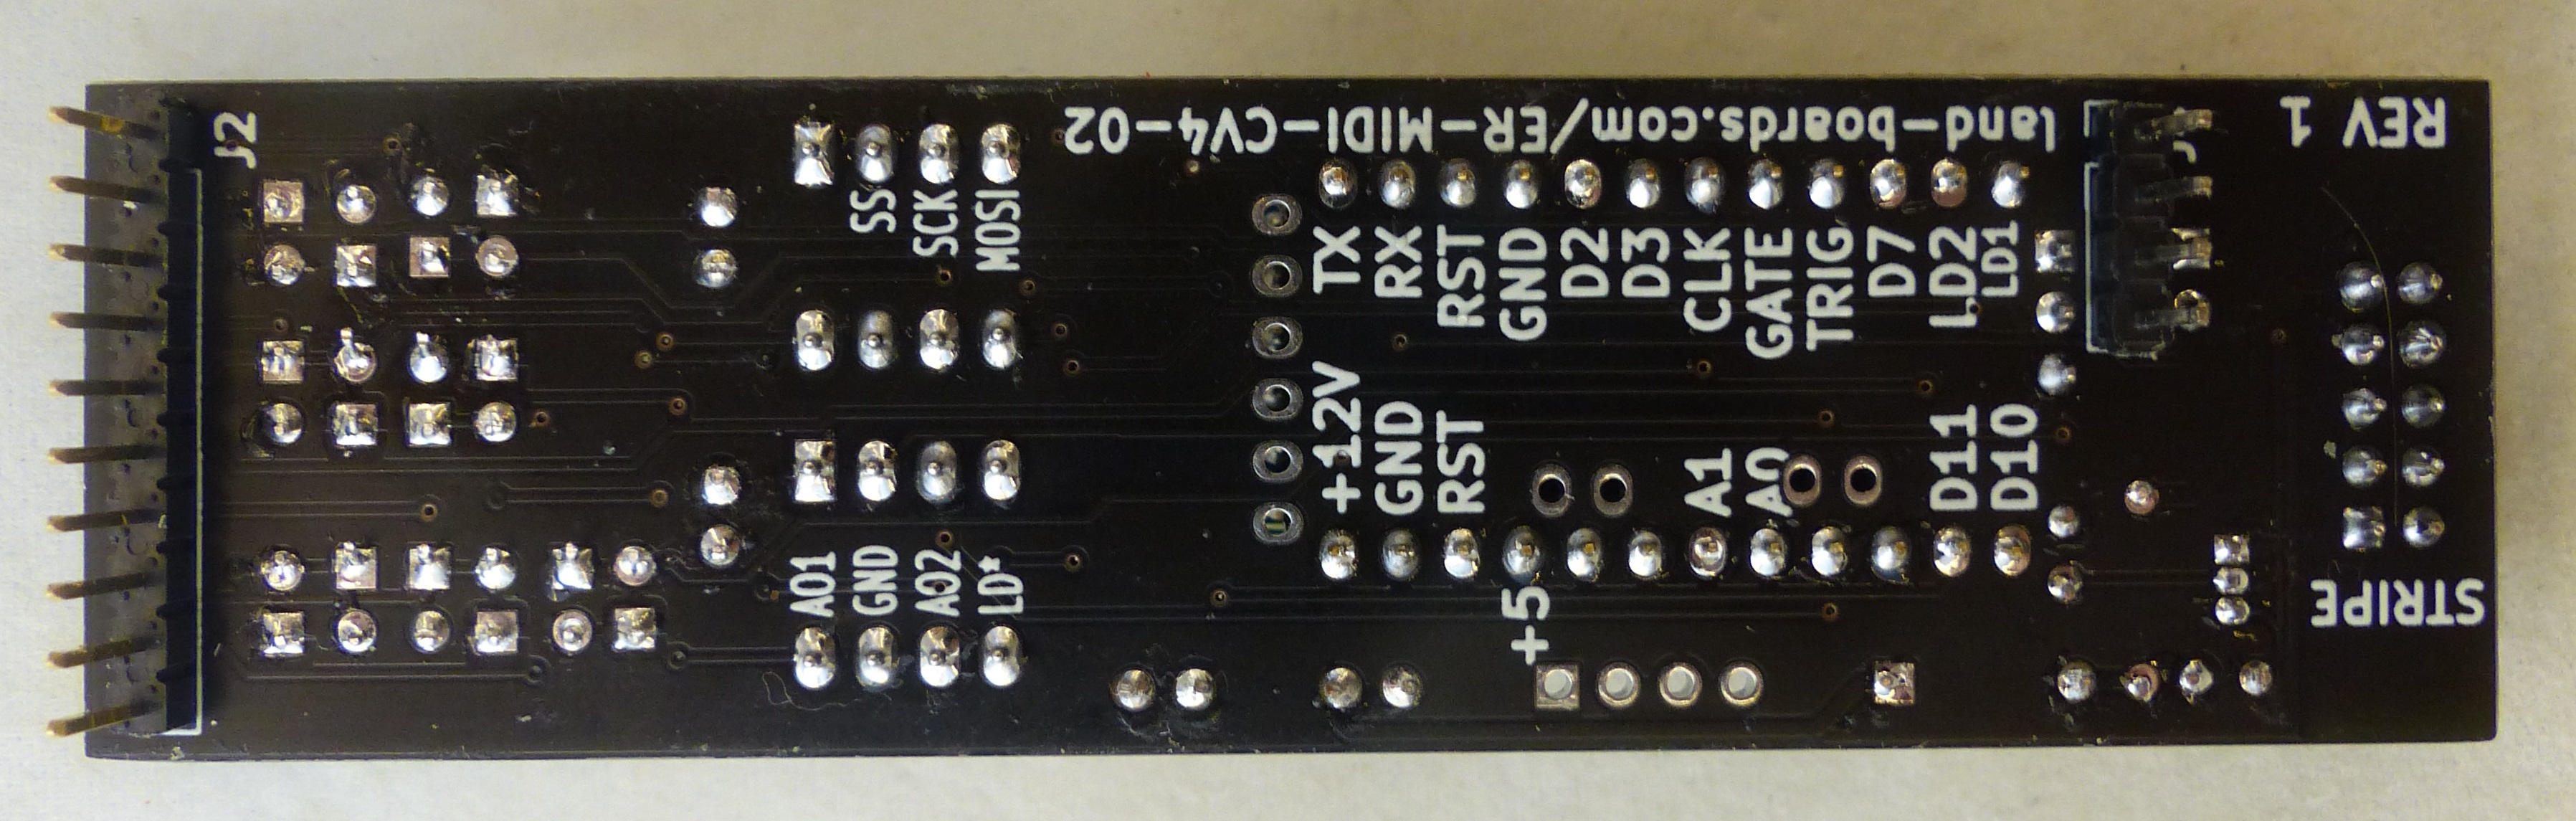 J2
land-boards.com/ER-MIDI-CV4-02
REV 1
SS
SCK
MOSI
TX
RX
RST
GND
D2
D3
CLK
GATE
TRIG
D7
LD2
LD1
+12V
GND
RST
A1
A0
D11
D10
AO1
GND
AO2
LD*
+5
STRIPE